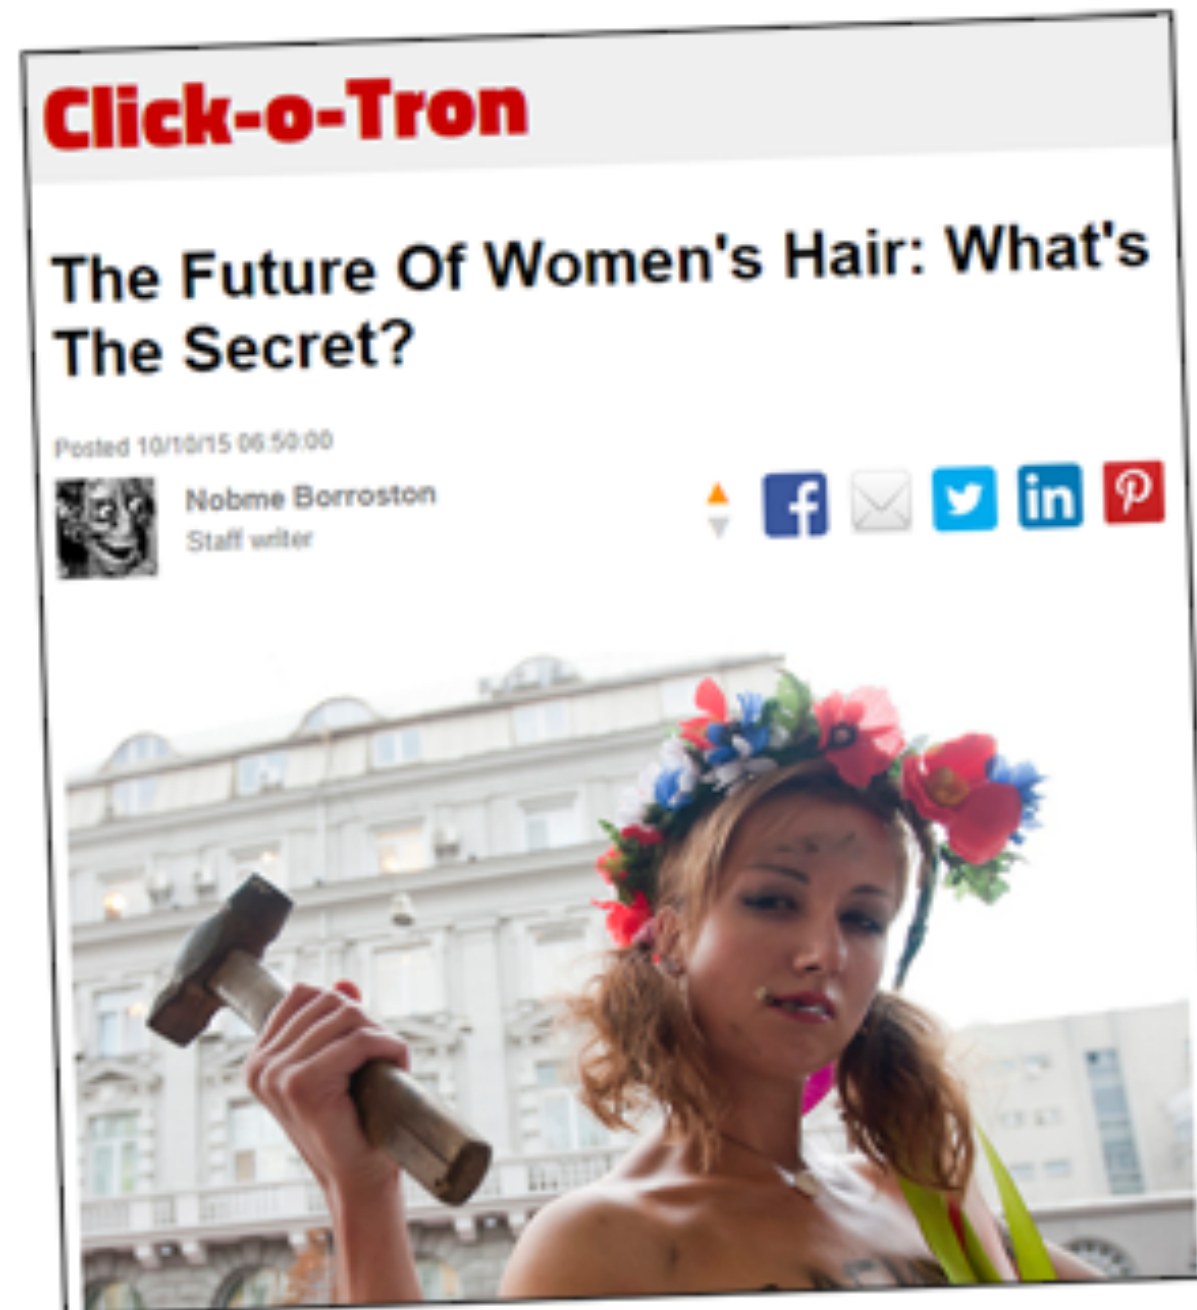 Click-o-Tron
The Future Of Women's Hair: What's
The Secret?
Posted 10/10/15 06:50:00
Nobme Borroston
Staff writer